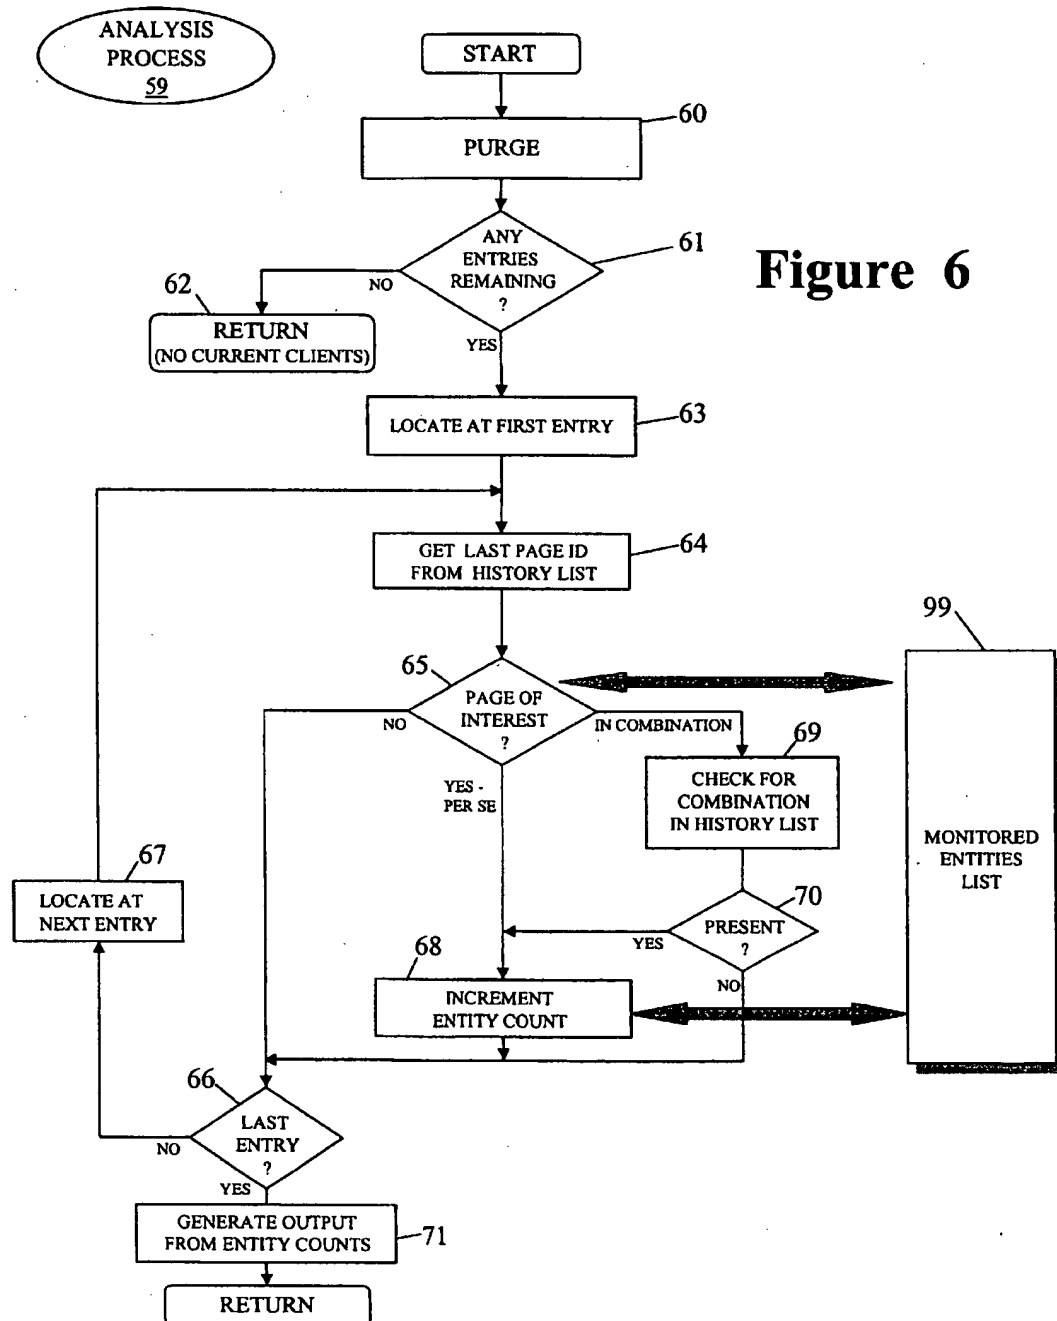 ANALYSIS
PROCESS
59
START
60
PURGE
ANY
ENTRIES
REMAINING
?
61
Figure 6
NO
62
RETURN
(NO CURRENT CLIENTS)
YES
63
LOCATE AT FIRST ENTRY
GET LAST PAGE ID
FROM HISTORY LIST
64
99
65
PAGE OF
INTEREST
?
NO
IN COMBINATION
69
YES -
PER SE
CHECK FOR
COMBINATION
IN HISTORY LIST
MONITORED
ENTITIES
LIST
67
LOCATE AT
NEXT ENTRY
70
PRESENT
?
YES
NO
68
INCREMENT
ENTITY COUNT
66
LAST
ENTRY
?
NO
YES
GENERATE OUTPUT
FROM ENTITY COUNTS
71
RETURN